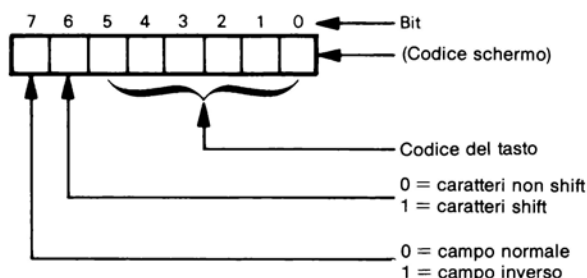 7 6 5 4 3 2 1 0 Bit
(Codice schermo)
Codice del tasto
0 = caratteri non shift
1 = caratteri shift
0 = campo normale
1 = campo inverso